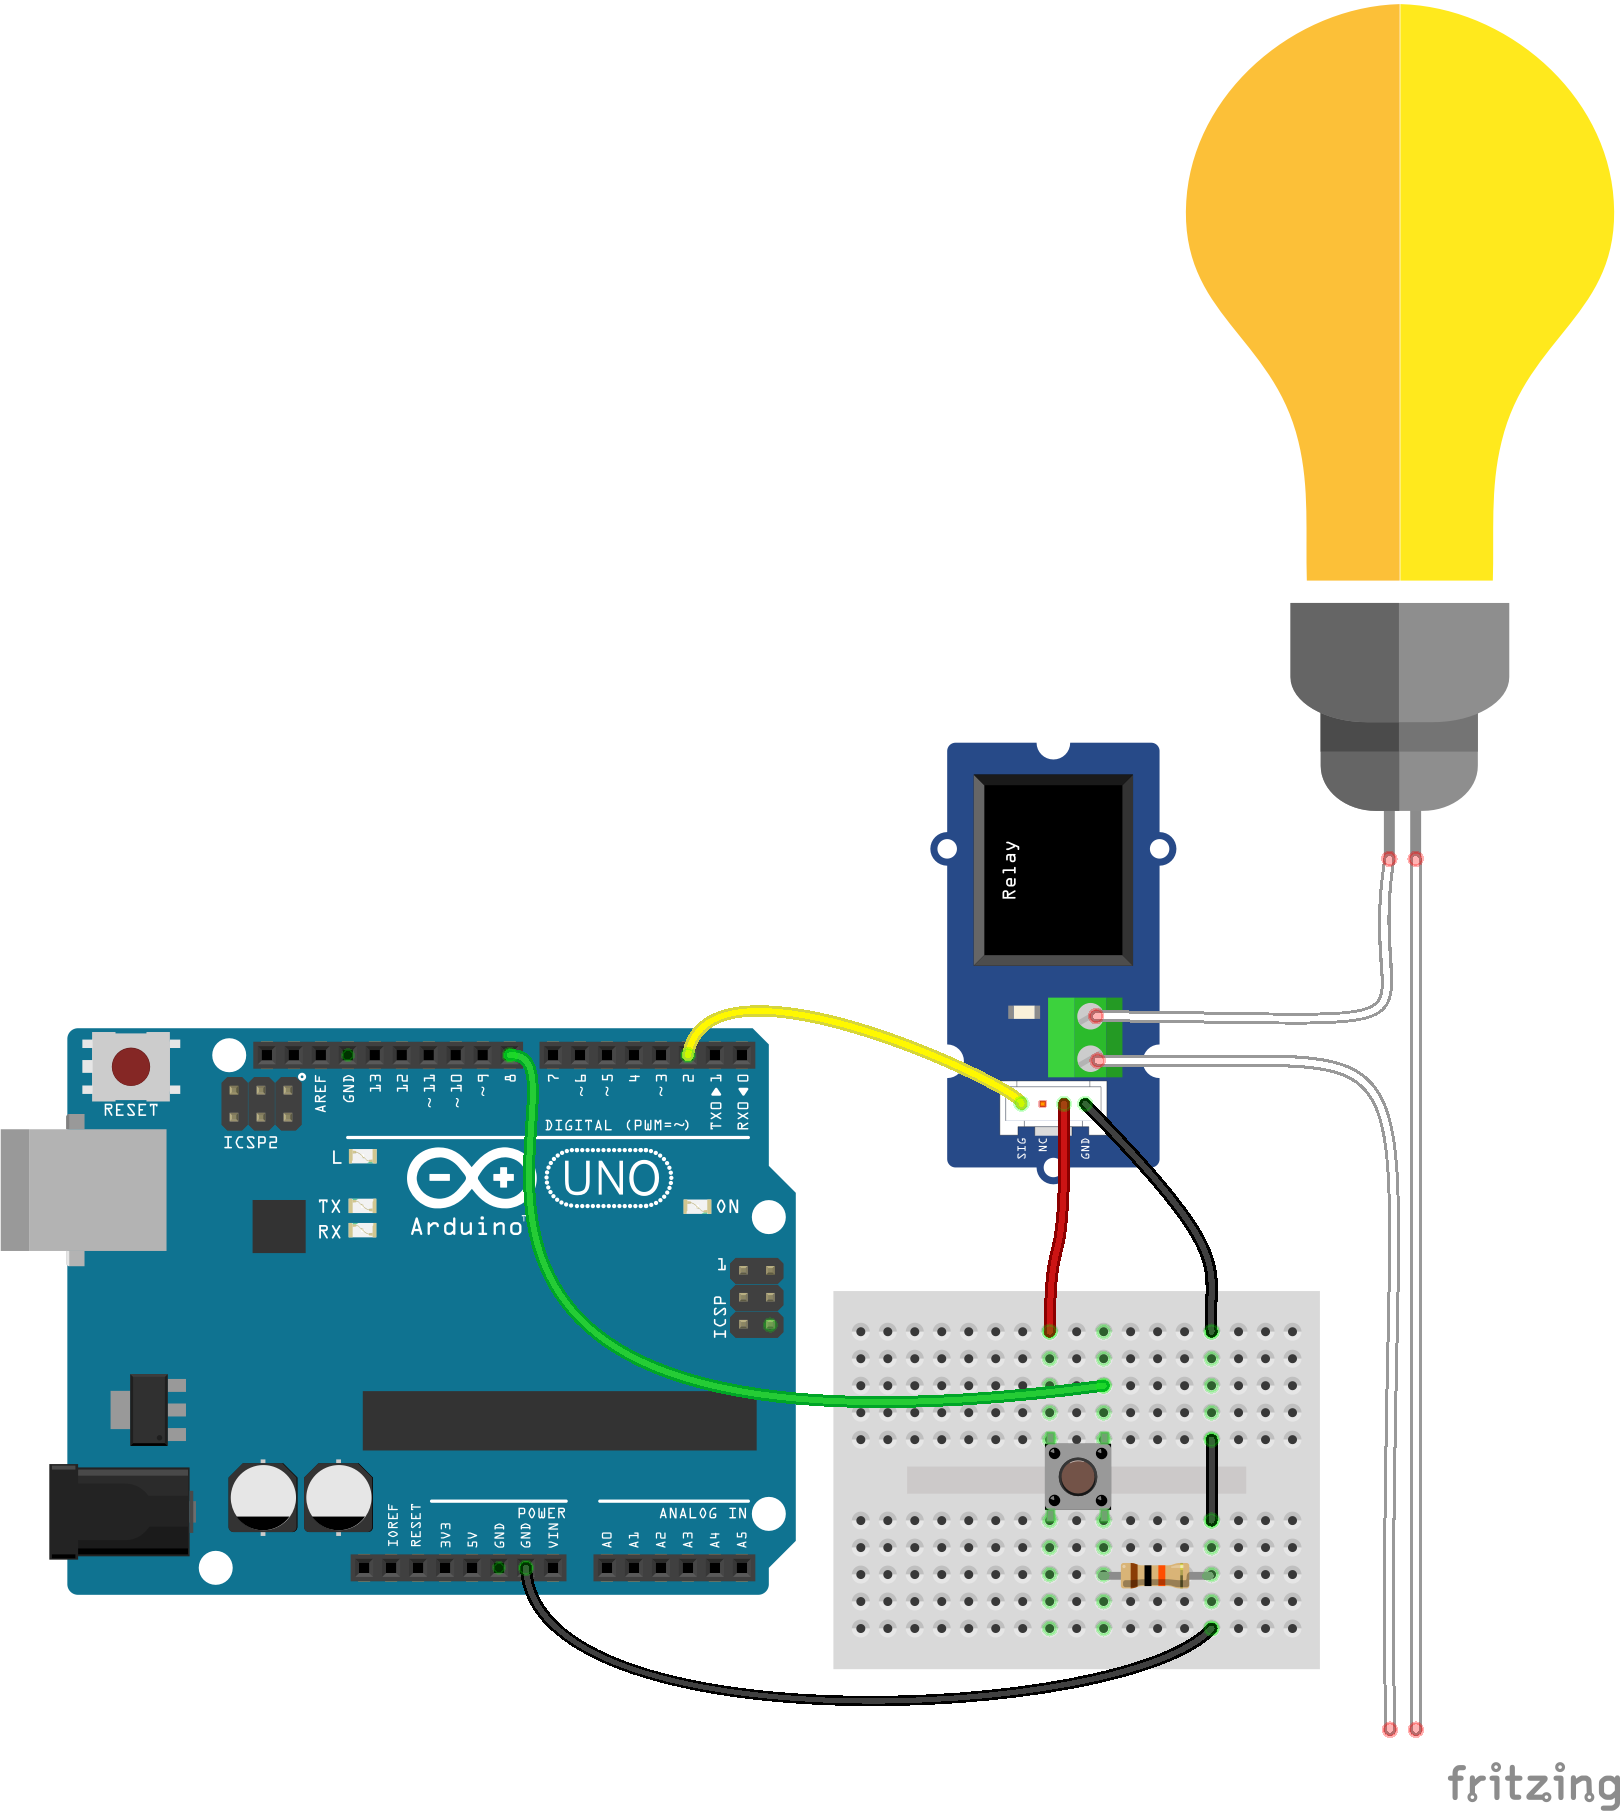 Relay
SIG
NC
GND
RESET
ICSP2
AREF
GND
13
12
~11
~10
~9
8
7
~6
~5
4
~3
2
TX0▶1
RX0◀0
DIGITAL (PWM=~)
L
TX
RX
UNO
Arduino
ON
1
ICSP
IOREF
RESET
3V3
5V
GND
GND
VIN
POWER
ANALOG IN
A0
A1
A2
A3
A4
A5
fritzing